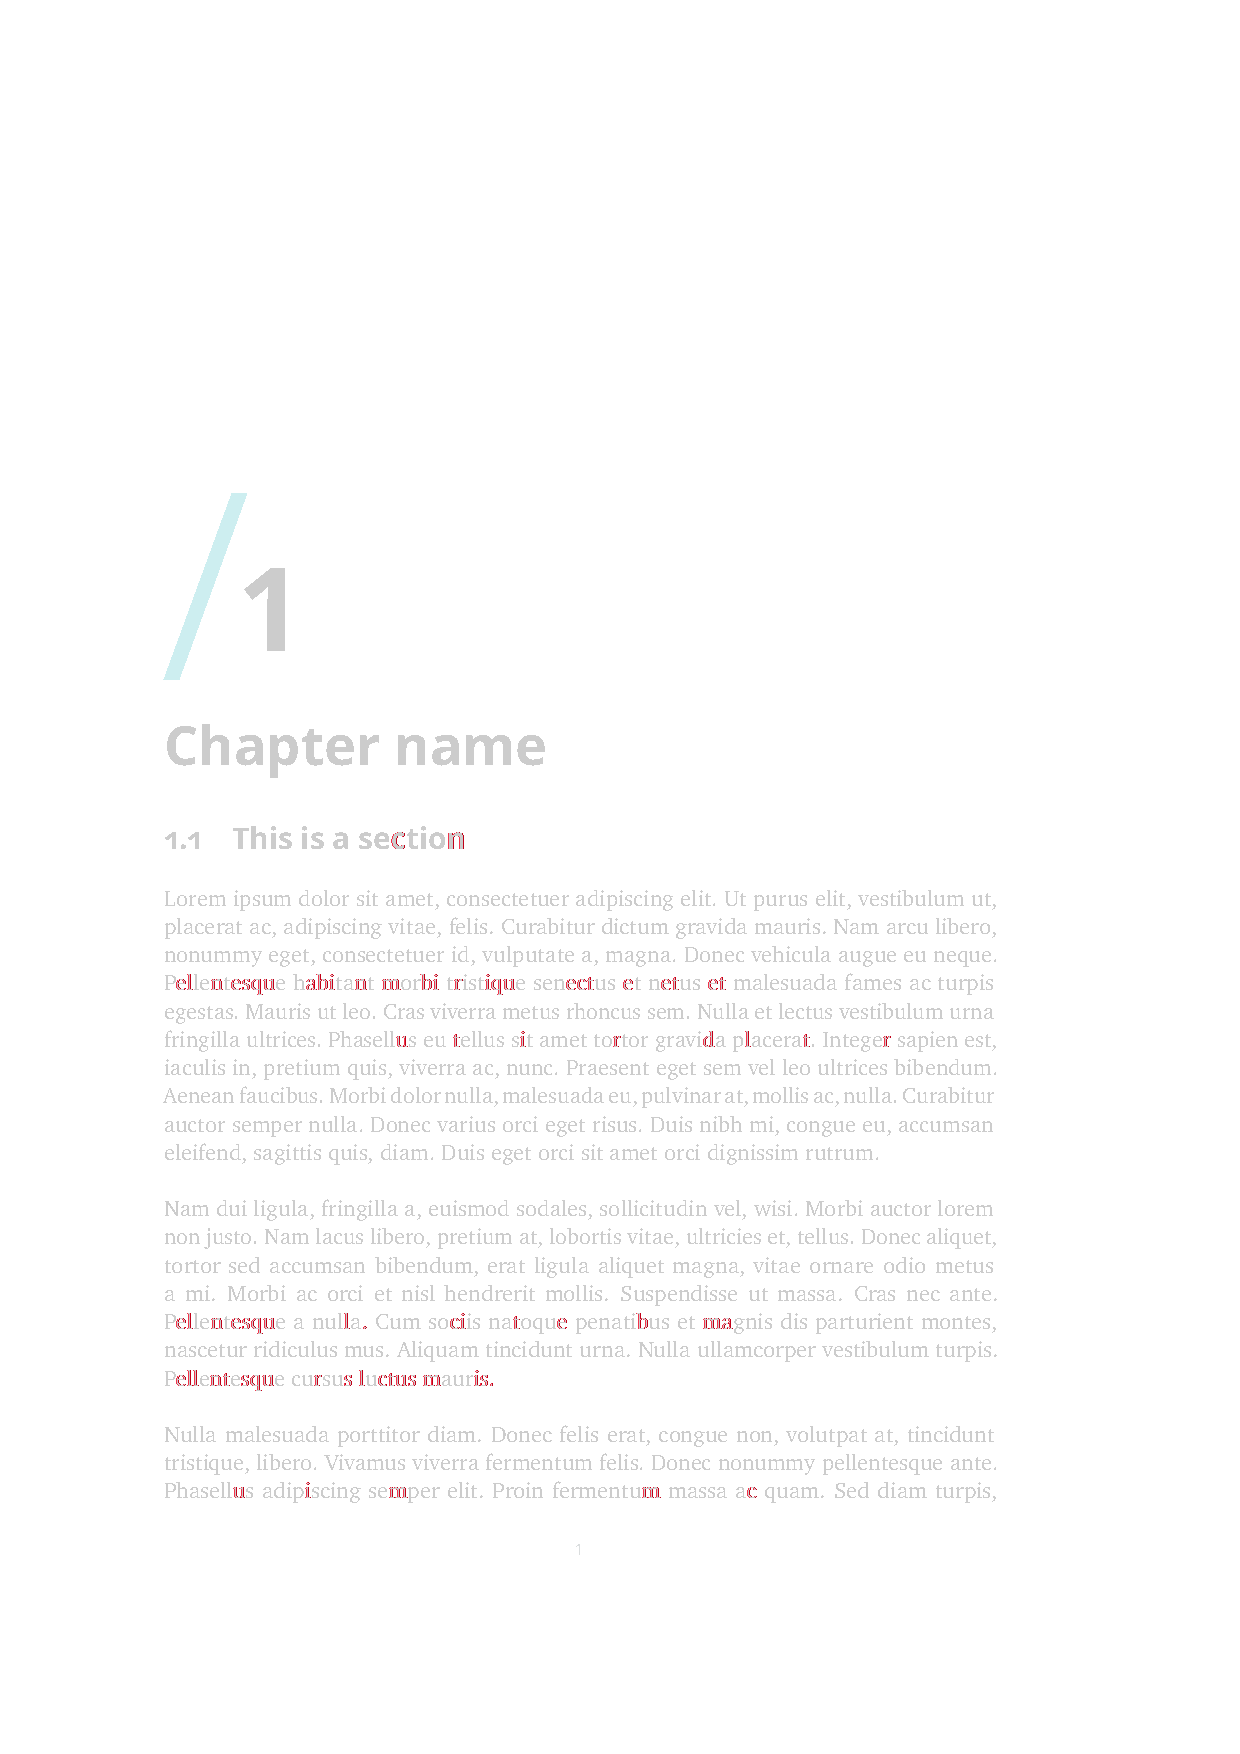 /1
Chapter name
1.1 This is a section
Lorem ipsum dolor sit amet, consectetuer adipiscing elit. Ut purus elit, vestibulum ut,
placerat ac, adipiscing vitae, felis. Curabitur dictum gravida mauris. Nam arcu libero,
nonummy eget, consectetuer id, vulputate a, magna. Donec vehicula augue eu neque.
Pellentesque habitant morbi tristique senectus et netus et malesuada fames ac turpis
egestas. Mauris ut leo. Cras viverra metus rhoncus sem. Nulla et lectus vestibulum urna
fringilla ultrices. Phasellus eu tellus sit amet tortor gravida placerat. Integer sapien est,
iaculis in, pretium quis, viverra ac, nunc. Praesent eget sem vel leo ultrices bibendum.
Aenean faucibus. Morbi dolor nulla, malesuada eu, pulvinar at, mollis ac, nulla. Curabitur
auctor semper nulla. Donec varius orci eget risus. Duis nibh mi, congue eu, accumsan
eleifend, sagittis quis, diam. Duis eget orci sit amet orci dignissim rutrum.
Nam dui ligula, fringilla a, euismod sodales, sollicitudin vel, wisi. Morbi auctor lorem
non justo. Nam lacus libero, pretium at, lobortis vitae, ultricies et, tellus. Donec aliquet,
tortor sed accumsan bibendum, erat ligula aliquet magna, vitae ornare odio metus
a mi. Morbi ac orci et nisl hendrerit mollis. Suspendisse ut massa. Cras nec ante.
Pellentesque a nulla. Cum sociis natoque penatibus et magnis dis parturient montes,
nascetur ridiculus mus. Aliquam tincidunt urna. Nulla ullamcorper vestibulum turpis.
Pellentesque cursus luctus mauris.
Nulla malesuada porttitor diam. Donec felis erat, congue non, volutpat at, tincidunt
tristique, libero. Vivamus viverra fermentum felis. Donec nonummy pellentesque ante.
Phasellus adipiscing semper elit. Proin fermentum massa ac quam. Sed diam turpis,
1